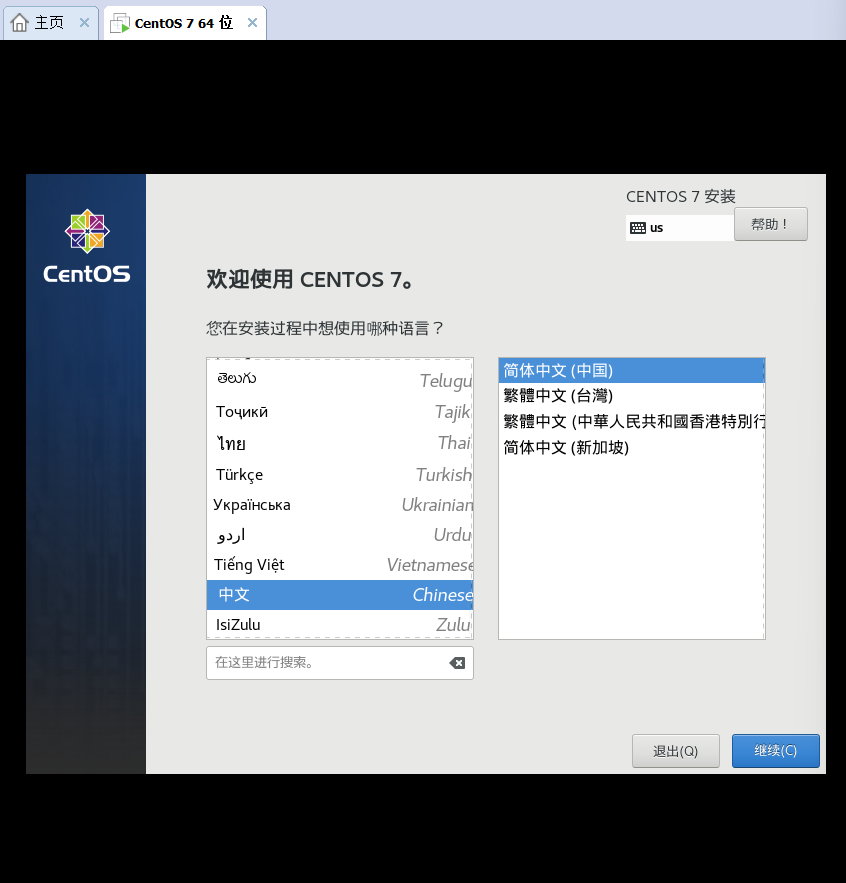 主页
CentOS 7 64 位
CentOS
CENTOS 7 安装
us
帮助！
欢迎使用 CENTOS 7。
您在安装过程中想使用哪种语言？
తెలుగు Telugu
Тоҷикӣ Tajik
ไทย Thai
Türkçe Turkish
Українська Ukrainian
اردو Urdu
Tiếng Việt Vietnamese
中文 Chinese
IsiZulu Zulu
简体中文 (中国)
繁體中文 (台灣)
繁體中文 (中華人民共和國香港特別行
简体中文 (新加坡)
在这里进行搜索。
退出(Q)
继续(C)